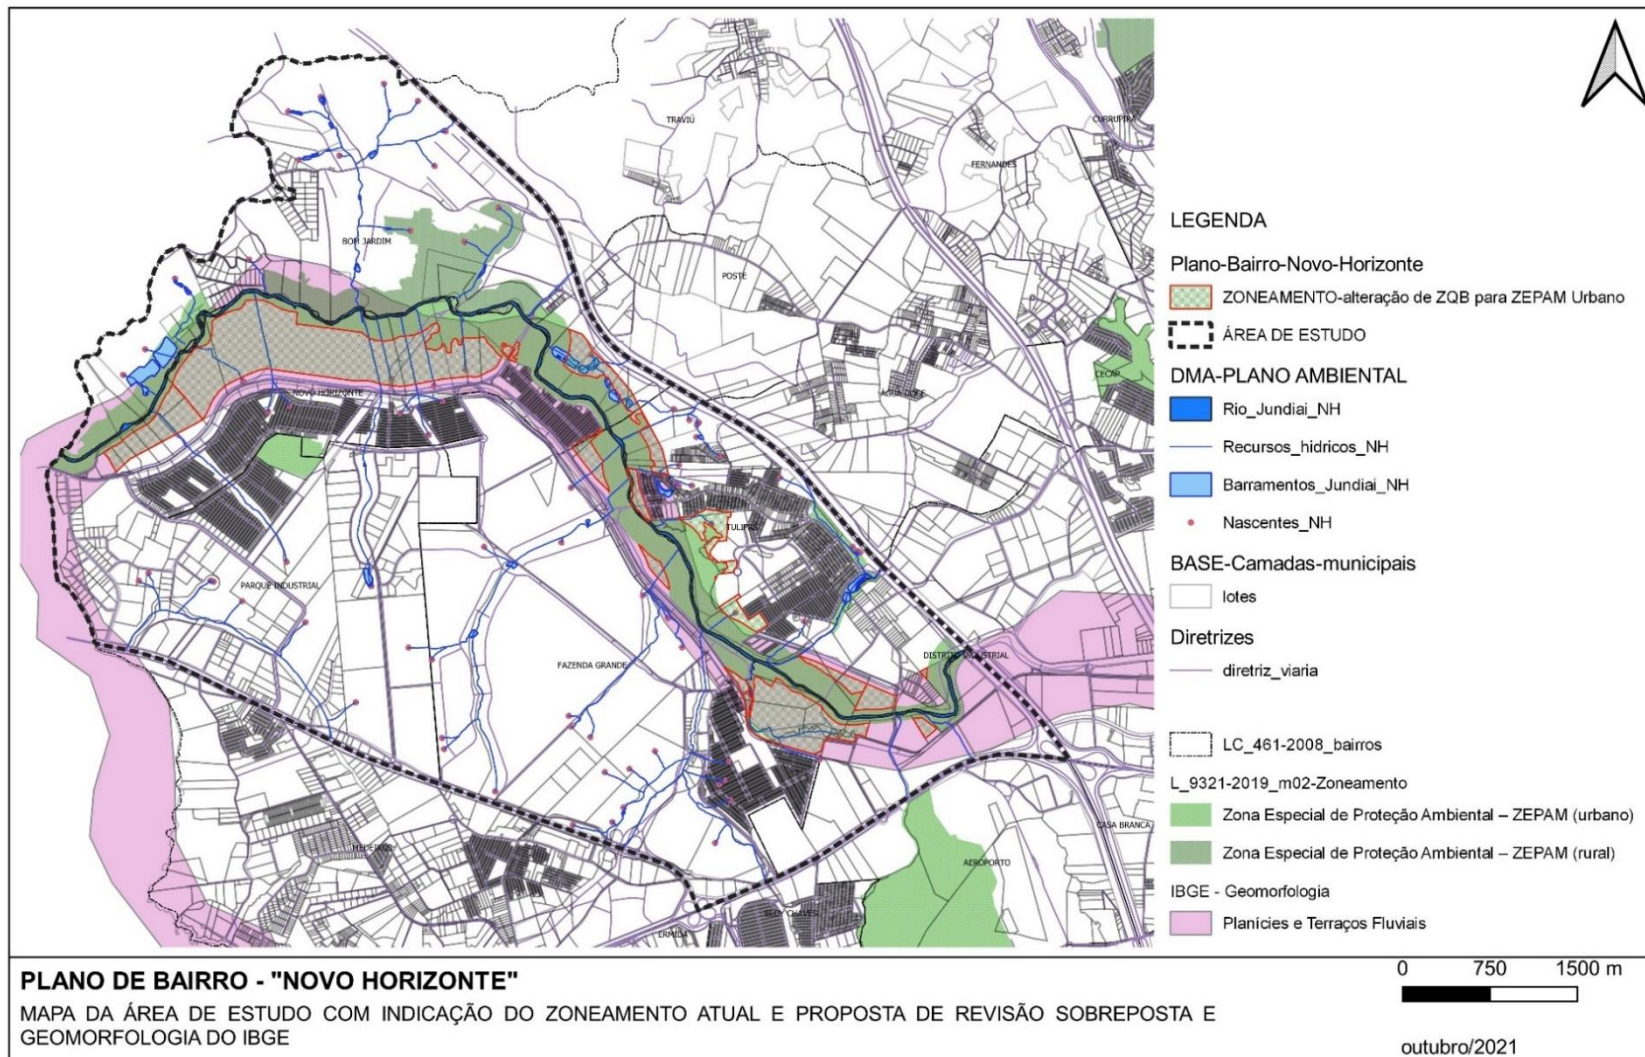 TRAVIÚ
CURRUPIRA
FERNANDES
BOM JARDIM
POSTE
CECAP
ÁGUA DOCE
NOVO HORIZONTE
TULIPAS
PARQUE INDUSTRIAL
DISTRITO INDUSTRIAL
FAZENDA GRANDE
CASA BRANCA
MEDEIROS
AEROPORTO
ELOY CHAVES
ERMIDA
LEGENDA
Plano-Bairro-Novo-Horizonte
ZONEAMENTO-alteração de ZQB para ZEPAM Urbano
ÁREA DE ESTUDO
DMA-PLANO AMBIENTAL
Rio_Jundiai_NH
Recursos_hidricos_NH
Barramentos_Jundiai_NH
Nascentes_NH
BASE-Camadas-municipais
lotes
Diretrizes
diretriz_viaria
LC_461-2008_bairros
L_9321-2019_m02-Zoneamento
Zona Especial de Proteção Ambiental – ZEPAM (urbano)
Zona Especial de Proteção Ambiental – ZEPAM (rural)
IBGE - Geomorfologia
Planícies e Terraços Fluviais
PLANO DE BAIRRO - "NOVO HORIZONTE"
MAPA DA ÁREA DE ESTUDO COM INDICAÇÃO DO ZONEAMENTO ATUAL E PROPOSTA DE REVISÃO SOBREPOSTA E
GEOMORFOLOGIA DO IBGE
0 750 1500 m
outubro/2021